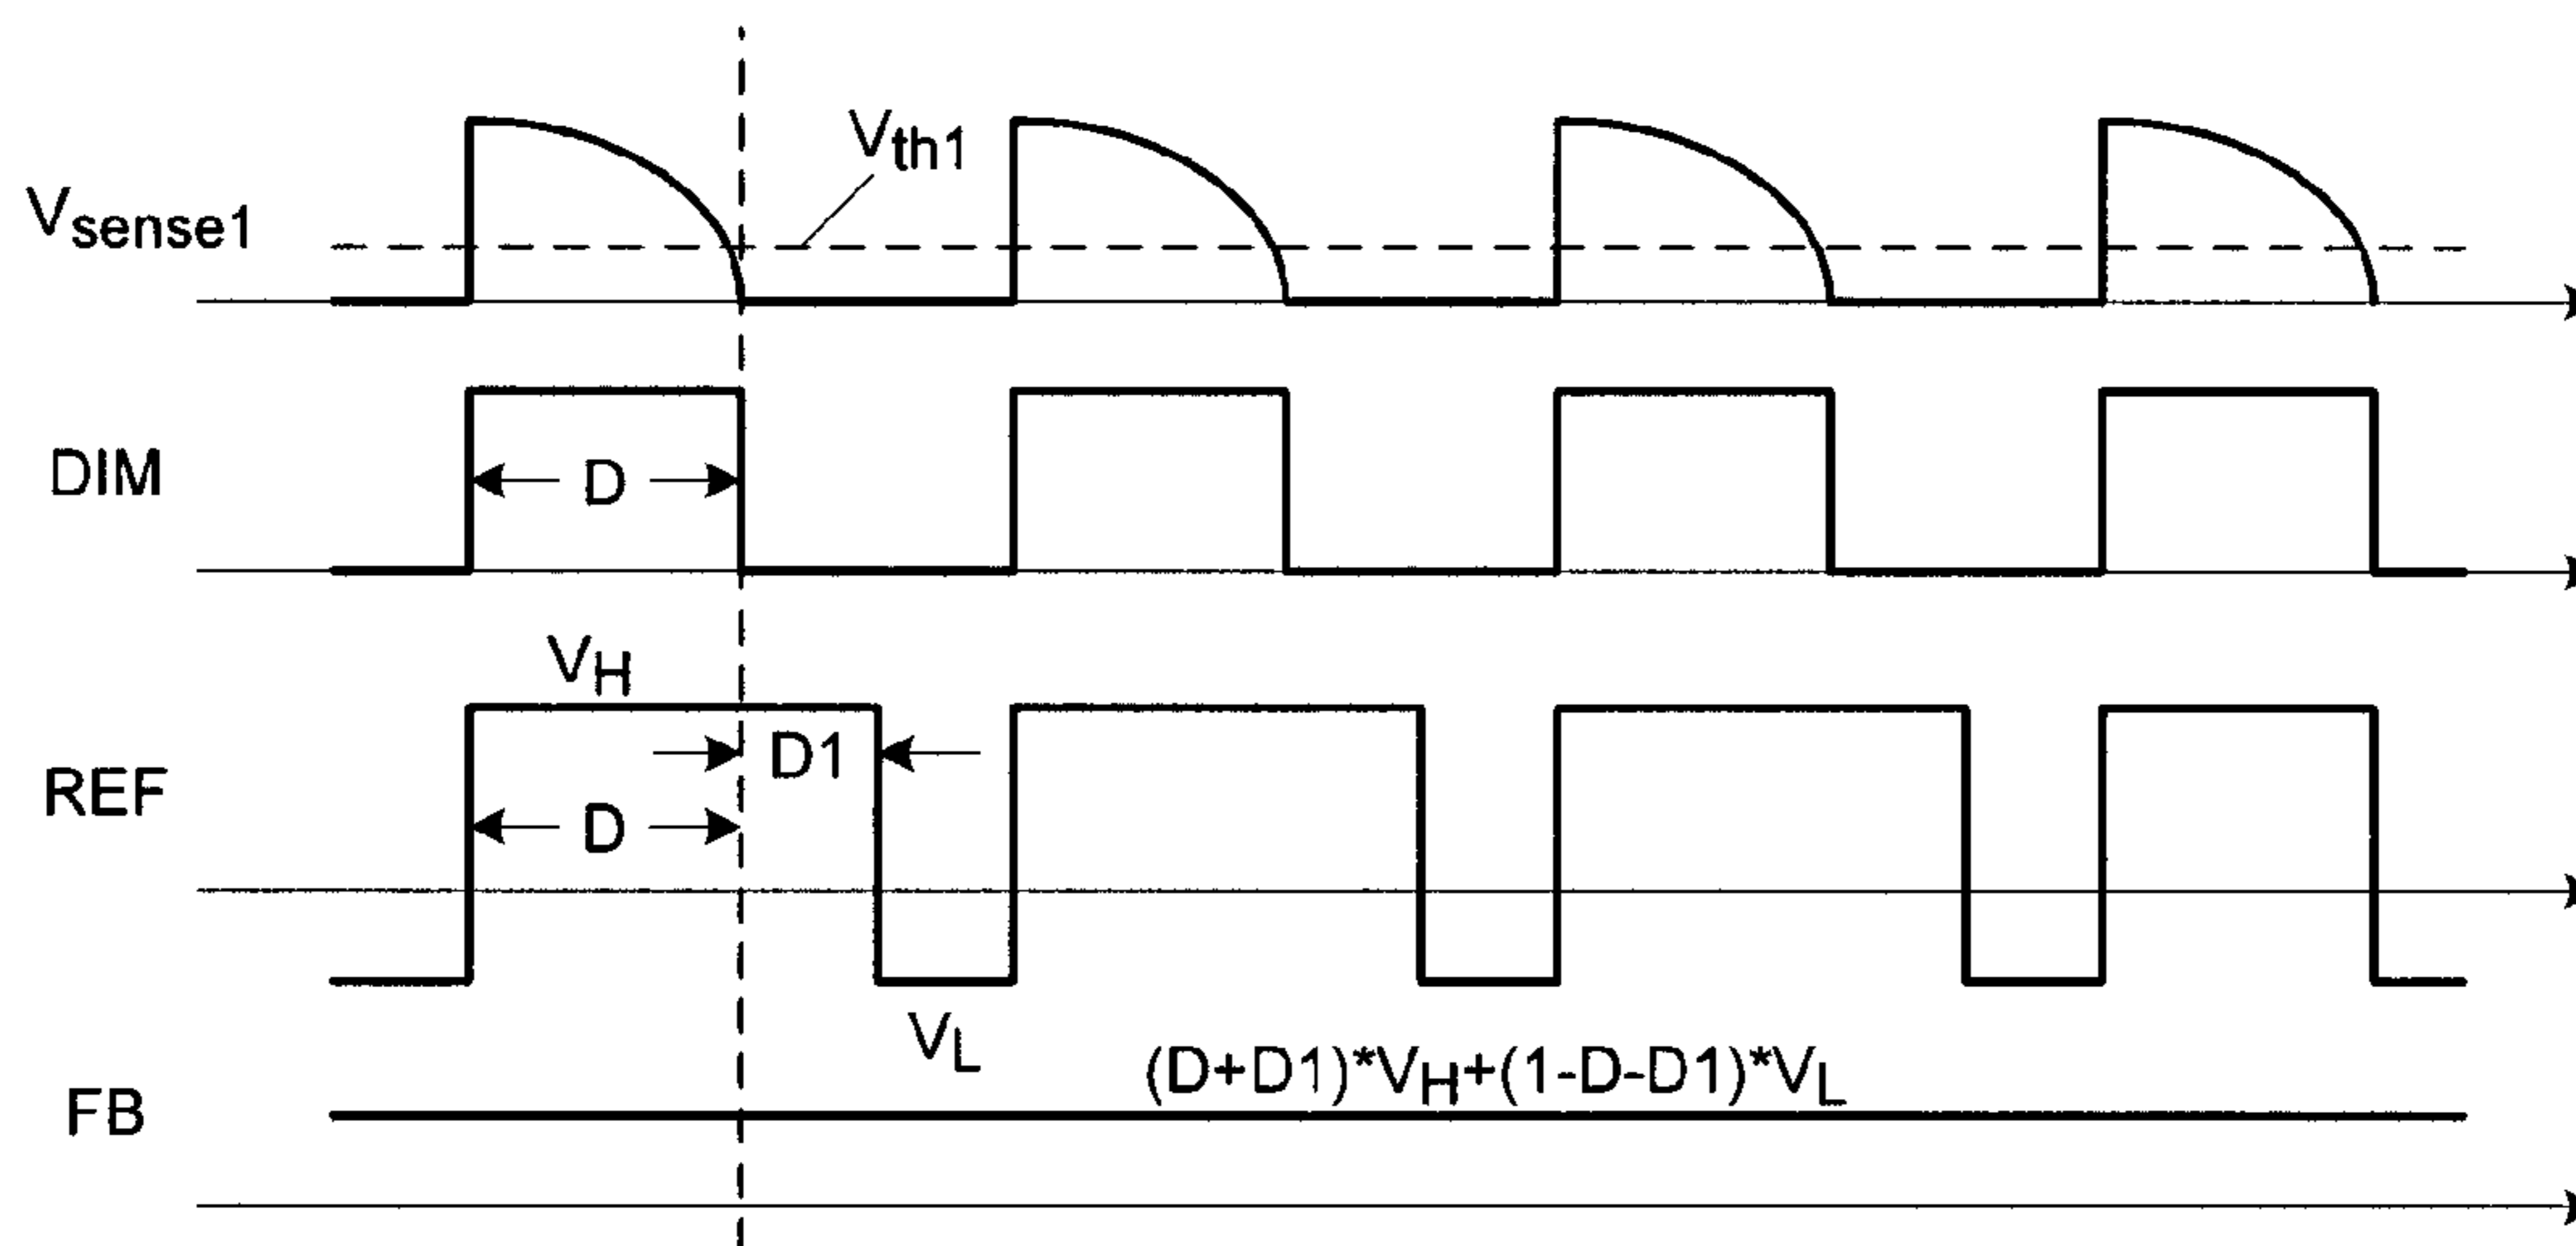 Vth1
Vsense1
DIM
D
VH
D1
REF
D
VL
(D+D1)*VH+(1-D-D1)*VL
FB